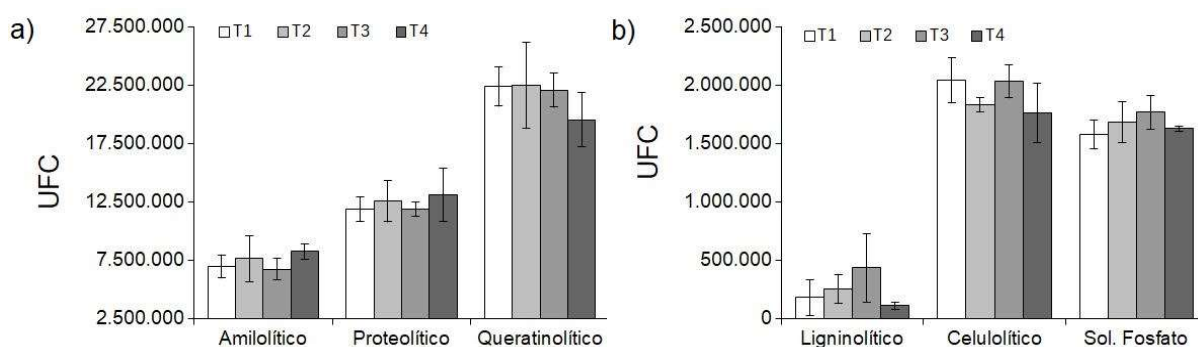 a)
UFC
27.500.000
22.500.000
17.500.000
12.500.000
7.500.000
2.500.000
T1 T2 T3 T4
Amilolítico Proteolítico Queratinolítico
b)
UFC
2.500.000
2.000.000
1.500.000
1.000.000
500.000
0
T1 T2 T3 T4
Ligninolítico Celulolítico Sol. Fosfato